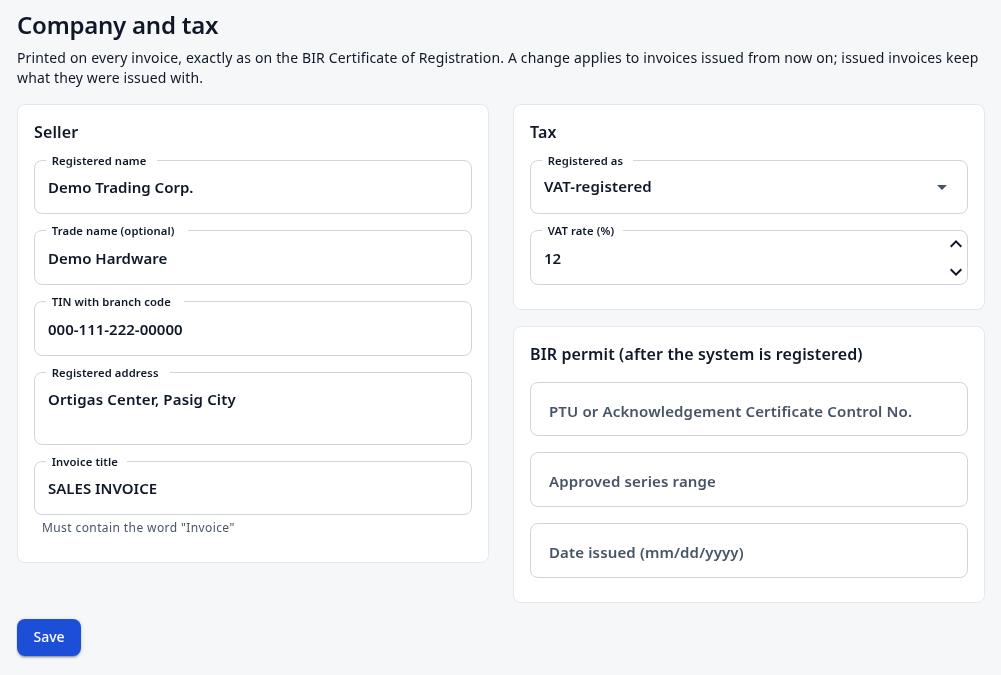 Company and tax
Printed on every invoice, exactly as on the BIR Certificate of Registration. A change applies to invoices issued from now on; issued invoices keep
what they were issued with.
Seller
Registered name
Demo Trading Corp.
Trade name (optional)
Demo Hardware
TIN with branch code
000-111-222-00000
Registered address
Ortigas Center, Pasig City
Invoice title
SALES INVOICE
Must contain the word "Invoice"
Tax
Registered as
VAT-registered
VAT rate (%)
12
BIR permit (after the system is registered)
PTU or Acknowledgement Certificate Control No.
Approved series range
Date issued (mm/dd/yyyy)
Save